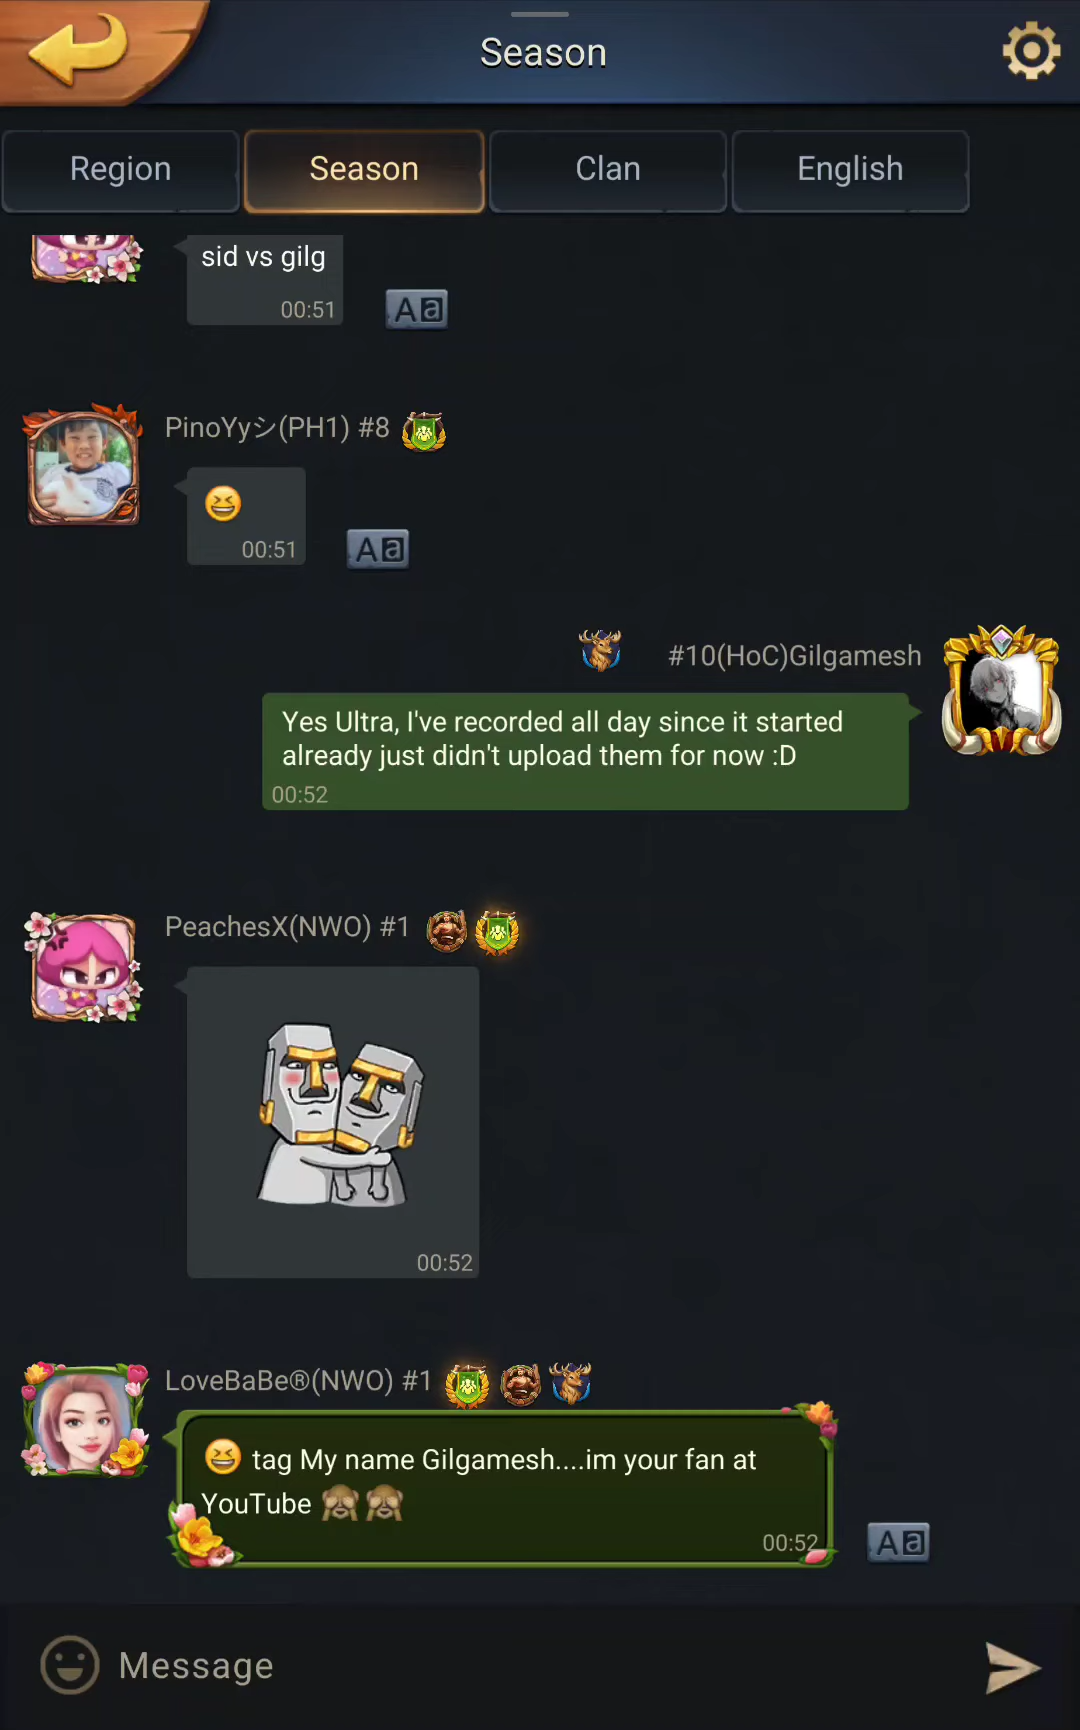 Season
Region
Season
Clan
English
sid vs gilg
00:51
Aa
PinoYyシ(PH1) #8
😆
00:51
Aa
#10(HoC)Gilgamesh
Yes Ultra, I've recorded all day since it started
already just didn't upload them for now :D
00:52
PeachesX(NWO) #1
00:52
LoveBaBe®(NWO) #1
😆 tag My name Gilgamesh....im your fan at
YouTube 🙈🙈
00:52
Aa
Message